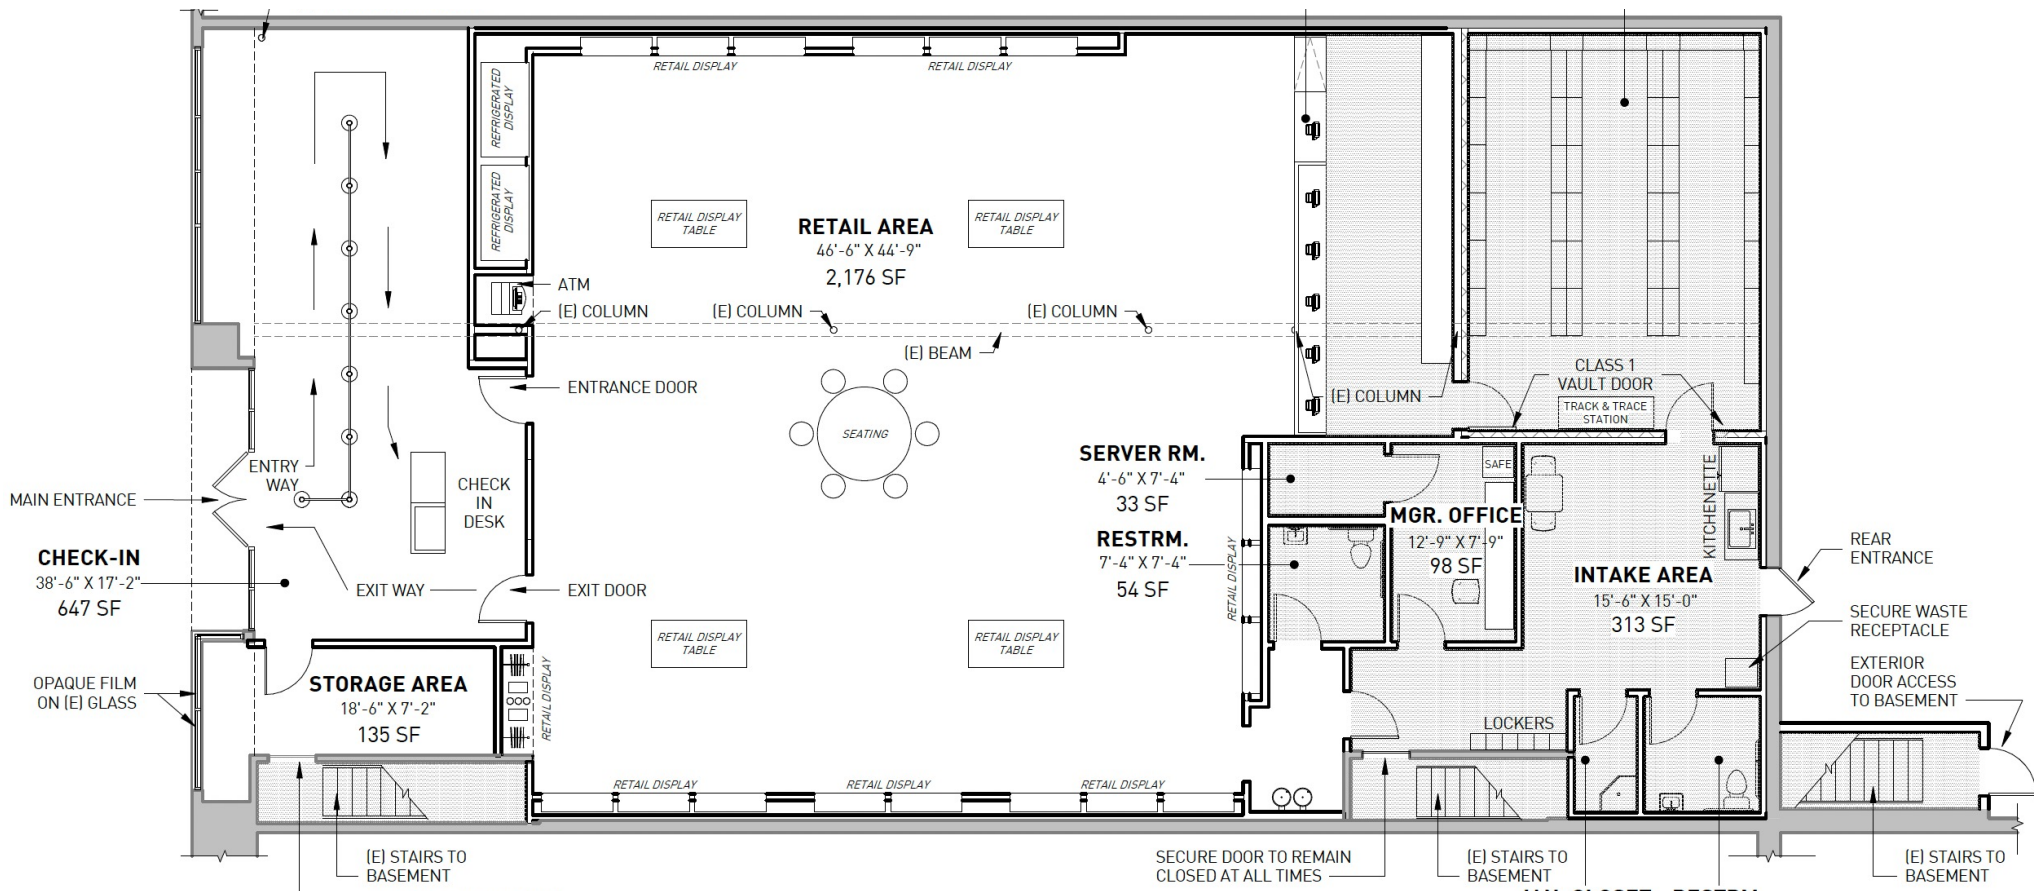 RETAIL DISPLAY
RETAIL DISPLAY
REFRIGERATED
DISPLAY
REFRIGERATED
DISPLAY
RETAIL DISPLAY
TABLE
RETAIL AREA
46'-6" X 44'-9"
2,176 SF
RETAIL DISPLAY
TABLE
ATM
(E) COLUMN
(E) COLUMN
(E) COLUMN
(E) BEAM
ENTRANCE DOOR
(E) COLUMN
CLASS 1
VAULT DOOR
TRACK & TRACE
STATION
SEATING
ENTRY
WAY
MAIN ENTRANCE
CHECK
IN
DESK
SERVER RM.
4'-6" X 7'-4"
33 SF
SAFE
KITCHENETTE
MGR. OFFICE
12'-9" X 7'-9"
98 SF
RESTRM.
7'-4" X 7'-4"
54 SF
RETAIL DISPLAY
CHECK-IN
38'-6" X 17'-2"
647 SF
EXIT WAY
EXIT DOOR
INTAKE AREA
15'-6" X 15'-0"
313 SF
REAR
ENTRANCE
SECURE WASTE
RECEPTACLE
EXTERIOR
DOOR ACCESS
TO BASEMENT
RETAIL DISPLAY
TABLE
RETAIL DISPLAY
TABLE
OPAQUE FILM
ON (E) GLASS
STORAGE AREA
18'-6" X 7'-2"
135 SF
RETAIL DISPLAY
LOCKERS
RETAIL DISPLAY
RETAIL DISPLAY
RETAIL DISPLAY
(E) STAIRS TO
BASEMENT
SECURE DOOR TO REMAIN
CLOSED AT ALL TIMES
(E) STAIRS TO
BASEMENT
(E) STAIRS TO
BASEMENT